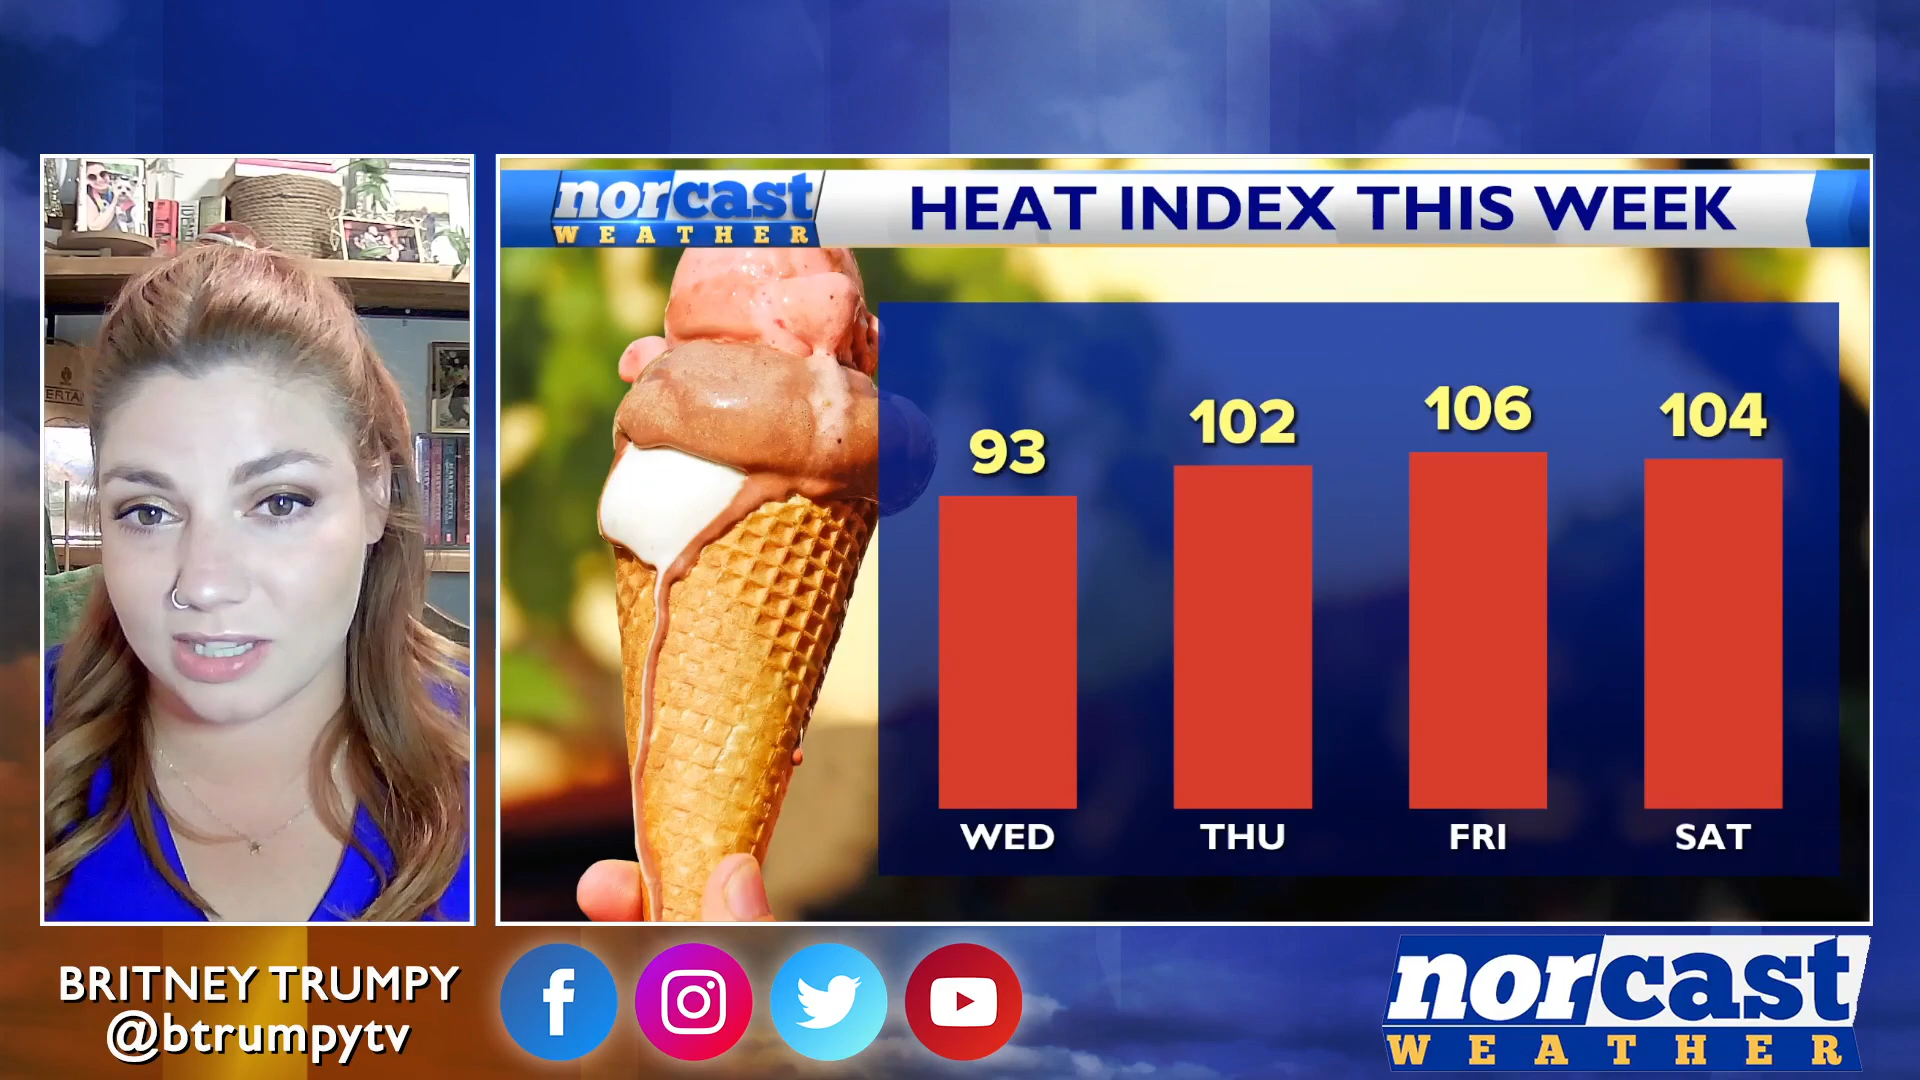 norcast
WEATHER
HEAT INDEX THIS WEEK
93
102
106
104
WED
THU
FRI
SAT
BRITNEY TRUMPY
@btrumpytv
f
norcast
WEATHER